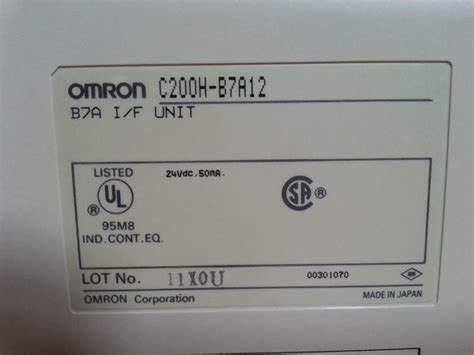 OMRON C200H-B7A12
B7A I/F UNIT
LISTED 24Vdc, 50mA.
UL ® SA ®
95M8
IND.CONT.EQ.
LOT No. 11X0U 00301070
OMRON Corporation MADE IN JAPAN